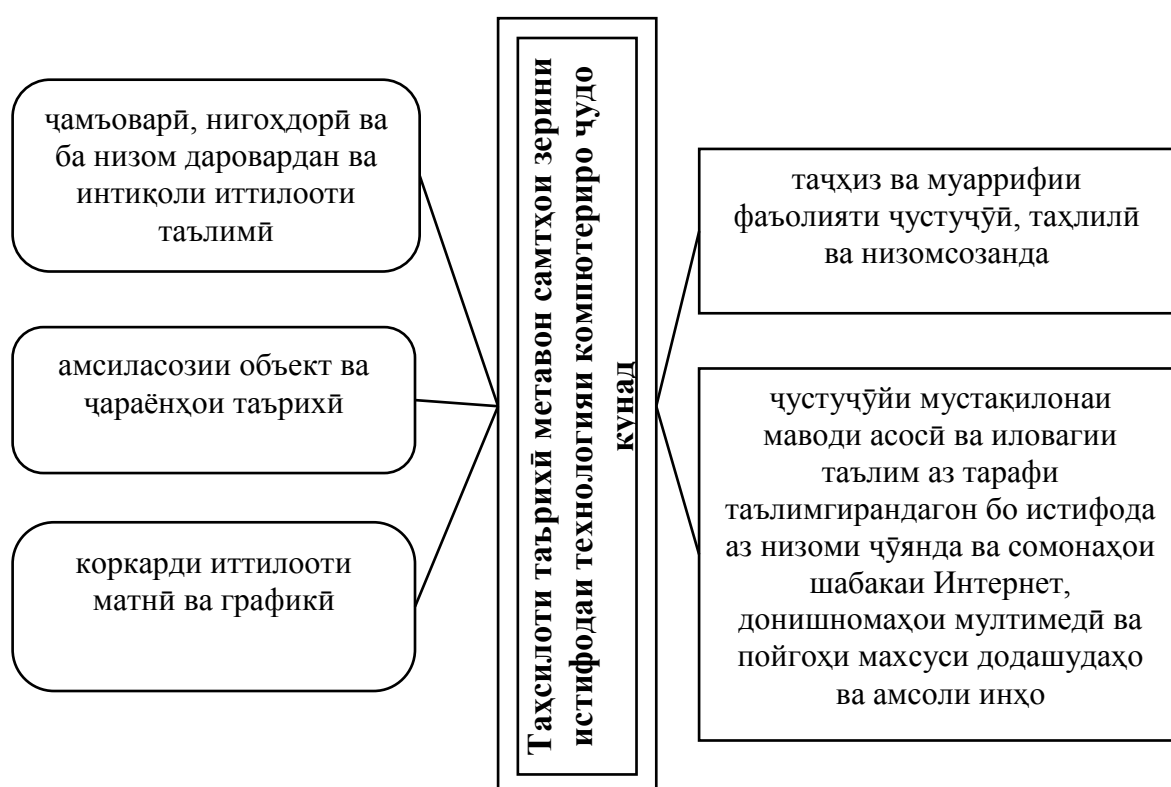 ҷамъоварӣ, нигоҳдорӣ ва
ба низом даровардан ва
интиқоли иттилооти
таълимӣ
амсиласозии объект ва
ҷараёнҳои таърихӣ
коркарди иттилооти
матнӣ ва графикӣ
Таҳсилоти таърихӣ метавон самтҳои зерини
истифодаи технологияи компютериро ҷудо
кунад
таҷҳиз ва муаррифии
фаъолияти ҷустуҷӯӣ, таҳлилӣ
ва низомсозанда
ҷустуҷӯйи мустақилонаи
маводи асосӣ ва иловагии
таълим аз тарафи
таълимгирандагон бо истифода
аз низоми ҷӯянда ва сомонаҳои
шабакаи Интернет,
донишномаҳои мултимедӣ ва
пойгоҳи махсуси додашудаҳо
ва амсоли инҳо